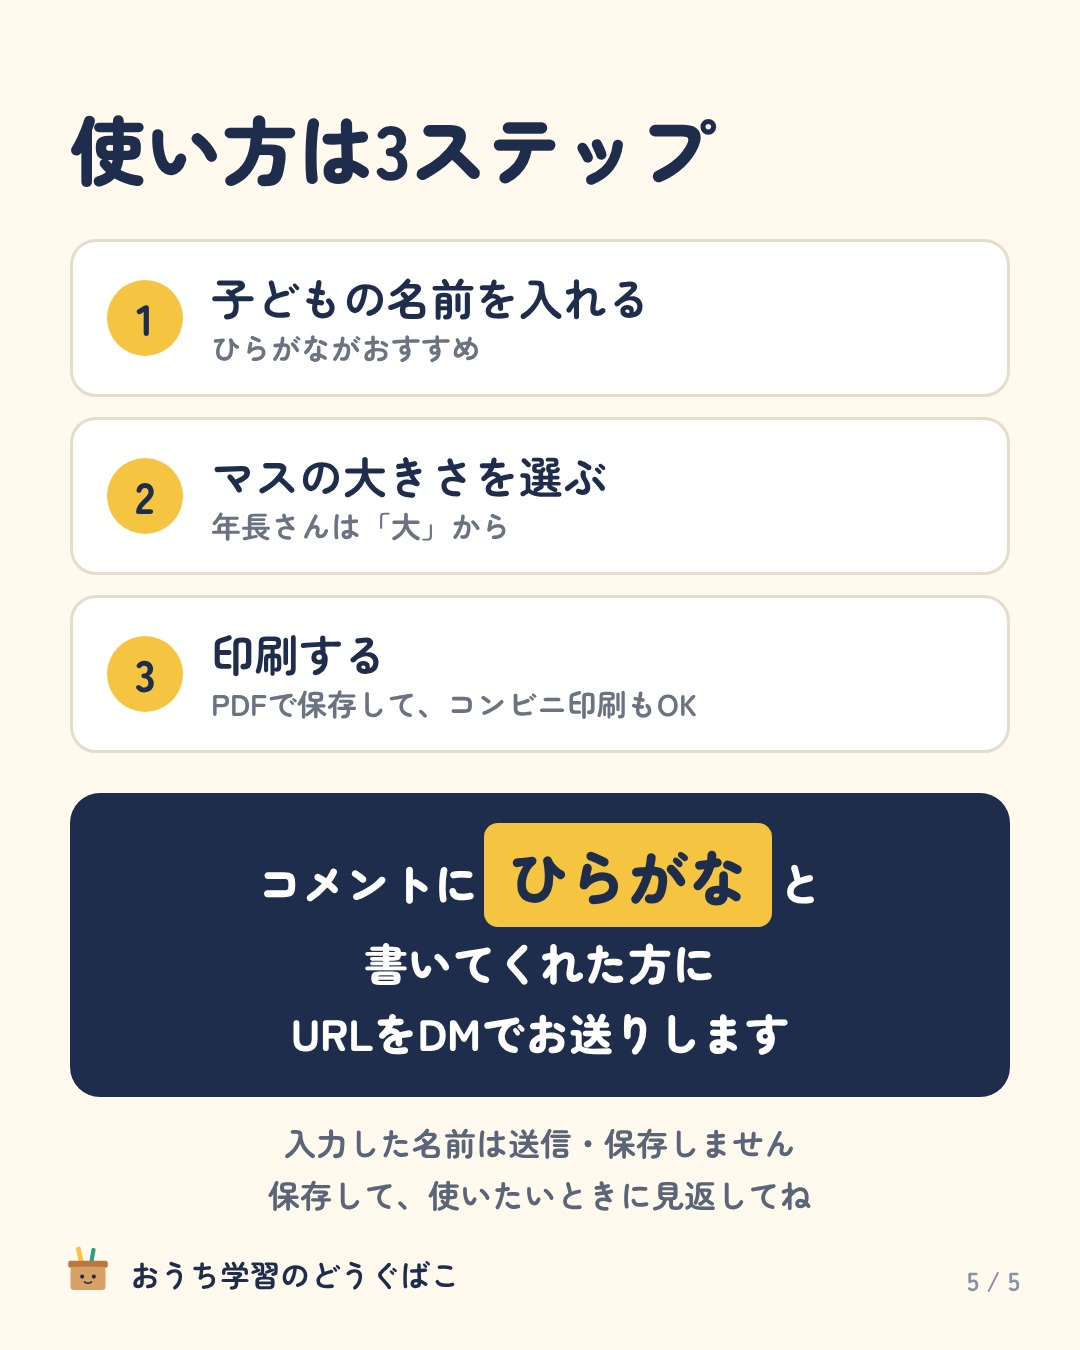 使い方は3ステップ
1
子どもの名前を入れる
ひらがながおすすめ
2
マスの大きさを選ぶ
年長さんは「大」から
3
印刷する
PDFで保存して、コンビニ印刷もOK
コメントに ひらがな と
書いてくれた方に
URLをDMでお送りします
入力した名前は送信・保存しません
保存して、使いたいときに見返してね
おうち学習のどうぐばこ
5 / 5